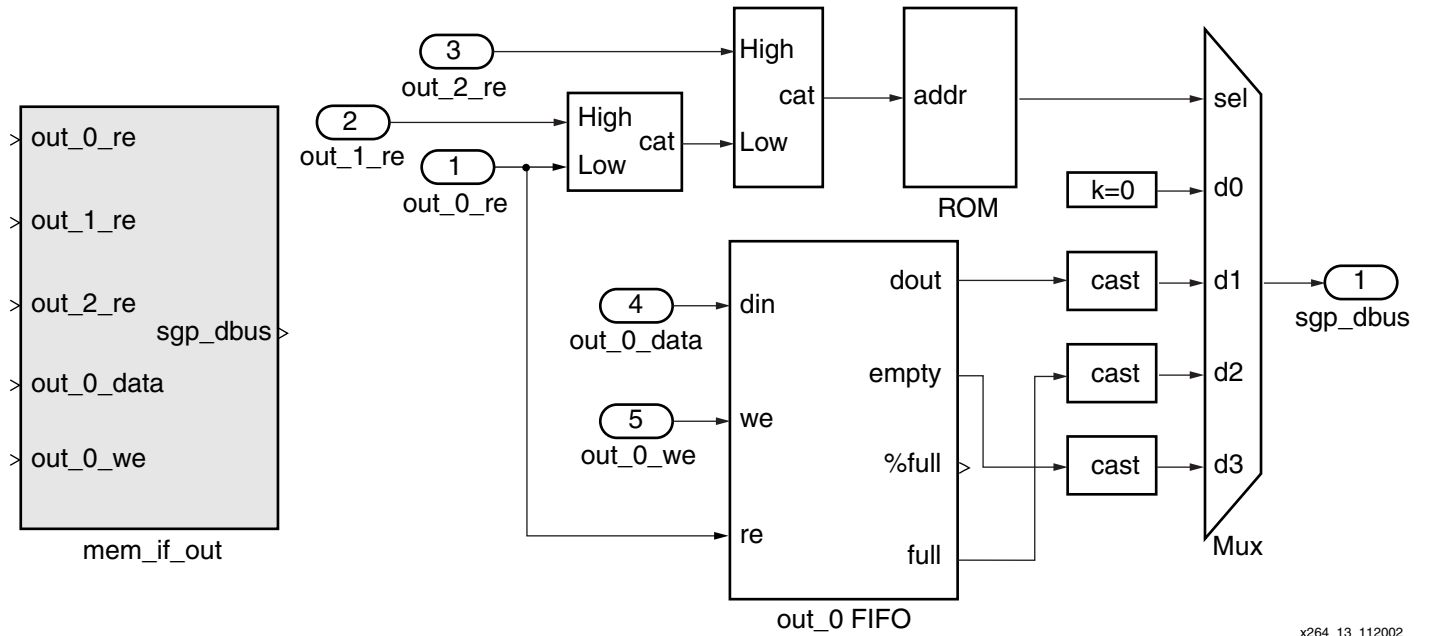 out_0_re
out_1_re
out_2_re
sgp_dbus
out_0_data
out_0_we
mem_if_out
3
out_2_re
2
out_1_re
1
out_0_re
High
Low
cat
High
Low
cat
addr
ROM
k=0
4
out_0_data
5
out_0_we
din
we
re
dout
empty
%full
full
out_0 FIFO
cast
cast
cast
sel
d0
d1
d2
d3
Mux
1
sgp_dbus
x264_13_112002